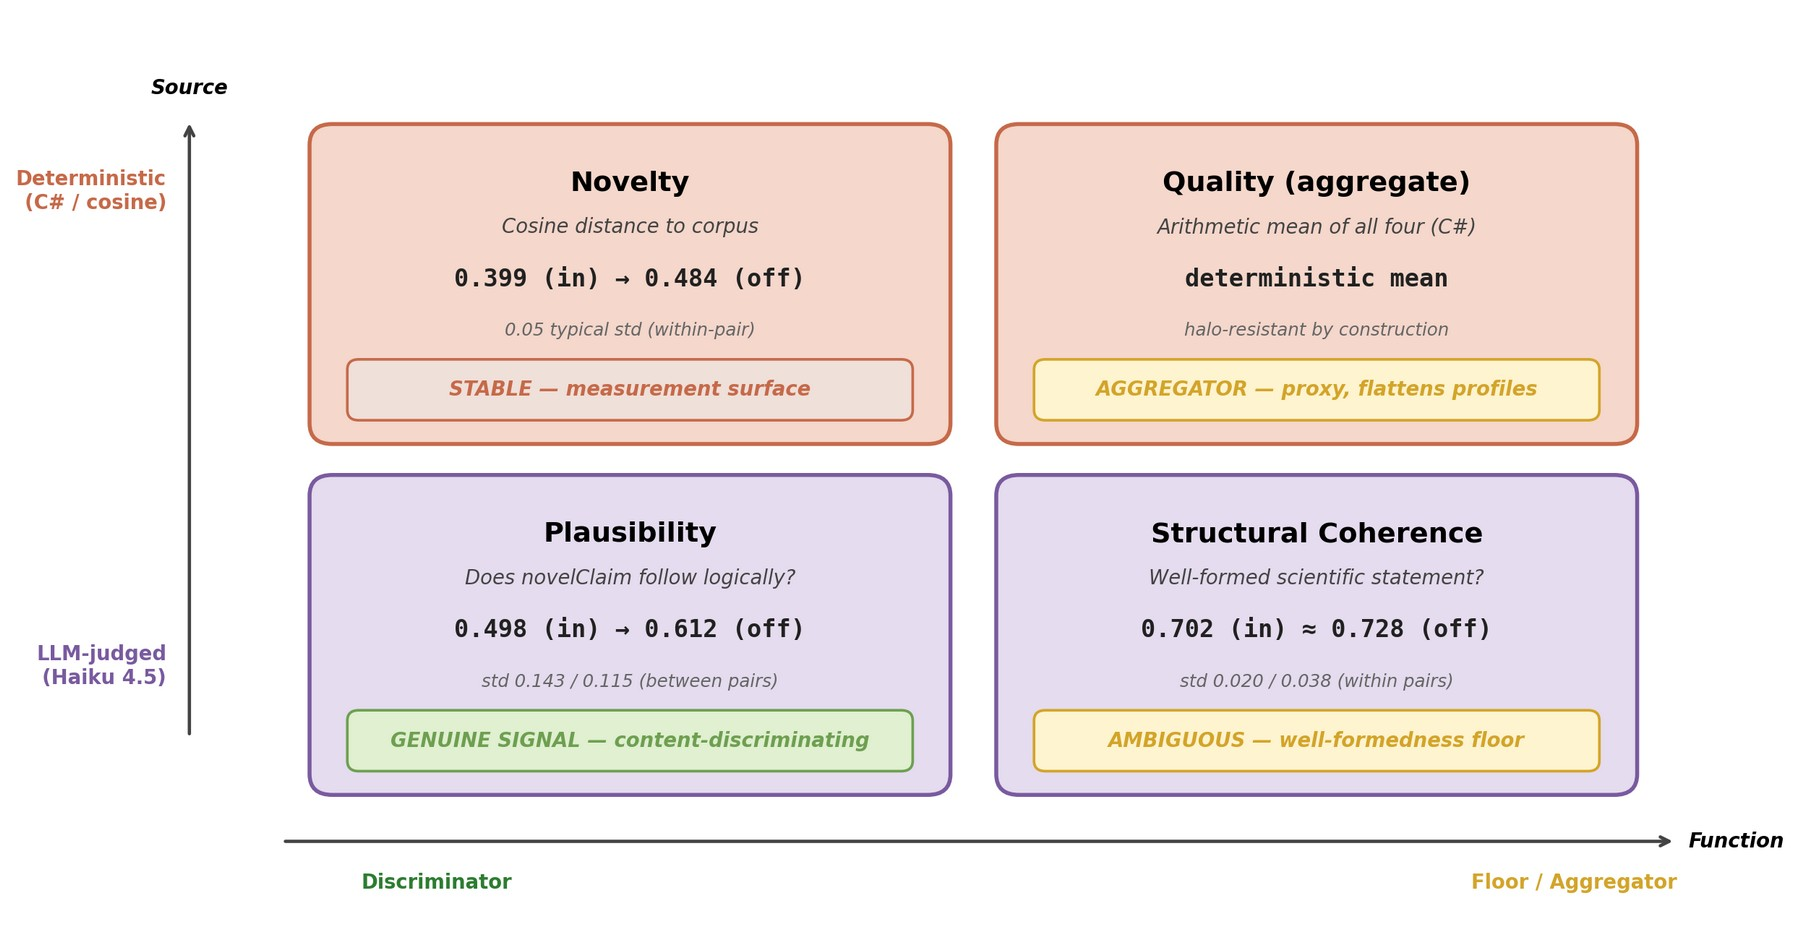 Source
Deterministic
(C# / cosine)
Novelty
Cosine distance to corpus
0.399 (in) → 0.484 (off)
0.05 typical std (within-pair)
STABLE — measurement surface
Quality (aggregate)
Arithmetic mean of all four (C#)
deterministic mean
halo-resistant by construction
AGGREGATOR — proxy, flattens profiles
LLM-judged
(Haiku 4.5)
Plausibility
Does novelClaim follow logically?
0.498 (in) → 0.612 (off)
std 0.143 / 0.115 (between pairs)
GENUINE SIGNAL — content-discriminating
Structural Coherence
Well-formed scientific statement?
0.702 (in) ≈ 0.728 (off)
std 0.020 / 0.038 (within pairs)
AMBIGUOUS — well-formedness floor
Function
Discriminator
Floor / Aggregator